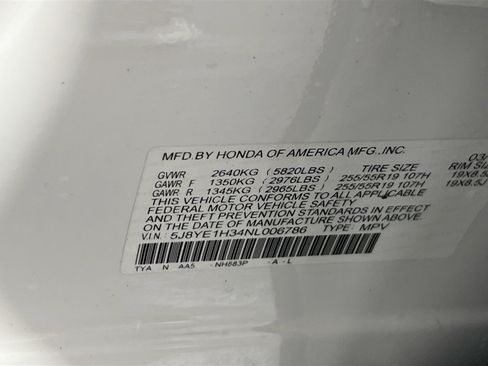 MFD.BY HONDA OF AMERICA MFG.,INC. 03/
GVWR 2640KG (5820LBS) TIRE SIZE RIM SIZ
GAWR F 1350KG (2976LBS) 255/55R19 107H 19X8.5J
GAWR R 1345KG (2965LBS) 255/55R19 107H 19X8.5J
THIS VEHICLE CONFORMS TO ALL APPLICABLE
FEDERAL MOTOR VEHICLE SAFETY
AND THEFT PREVENTION STANDARDS IN EFFECT
ON THE DATE OF MANUFACTURE SHOWN ABOVE.
V.I.N.: 5J8YE1H34NL006786 TYPE: MPV
TYA N AA5 NH883P -A-L